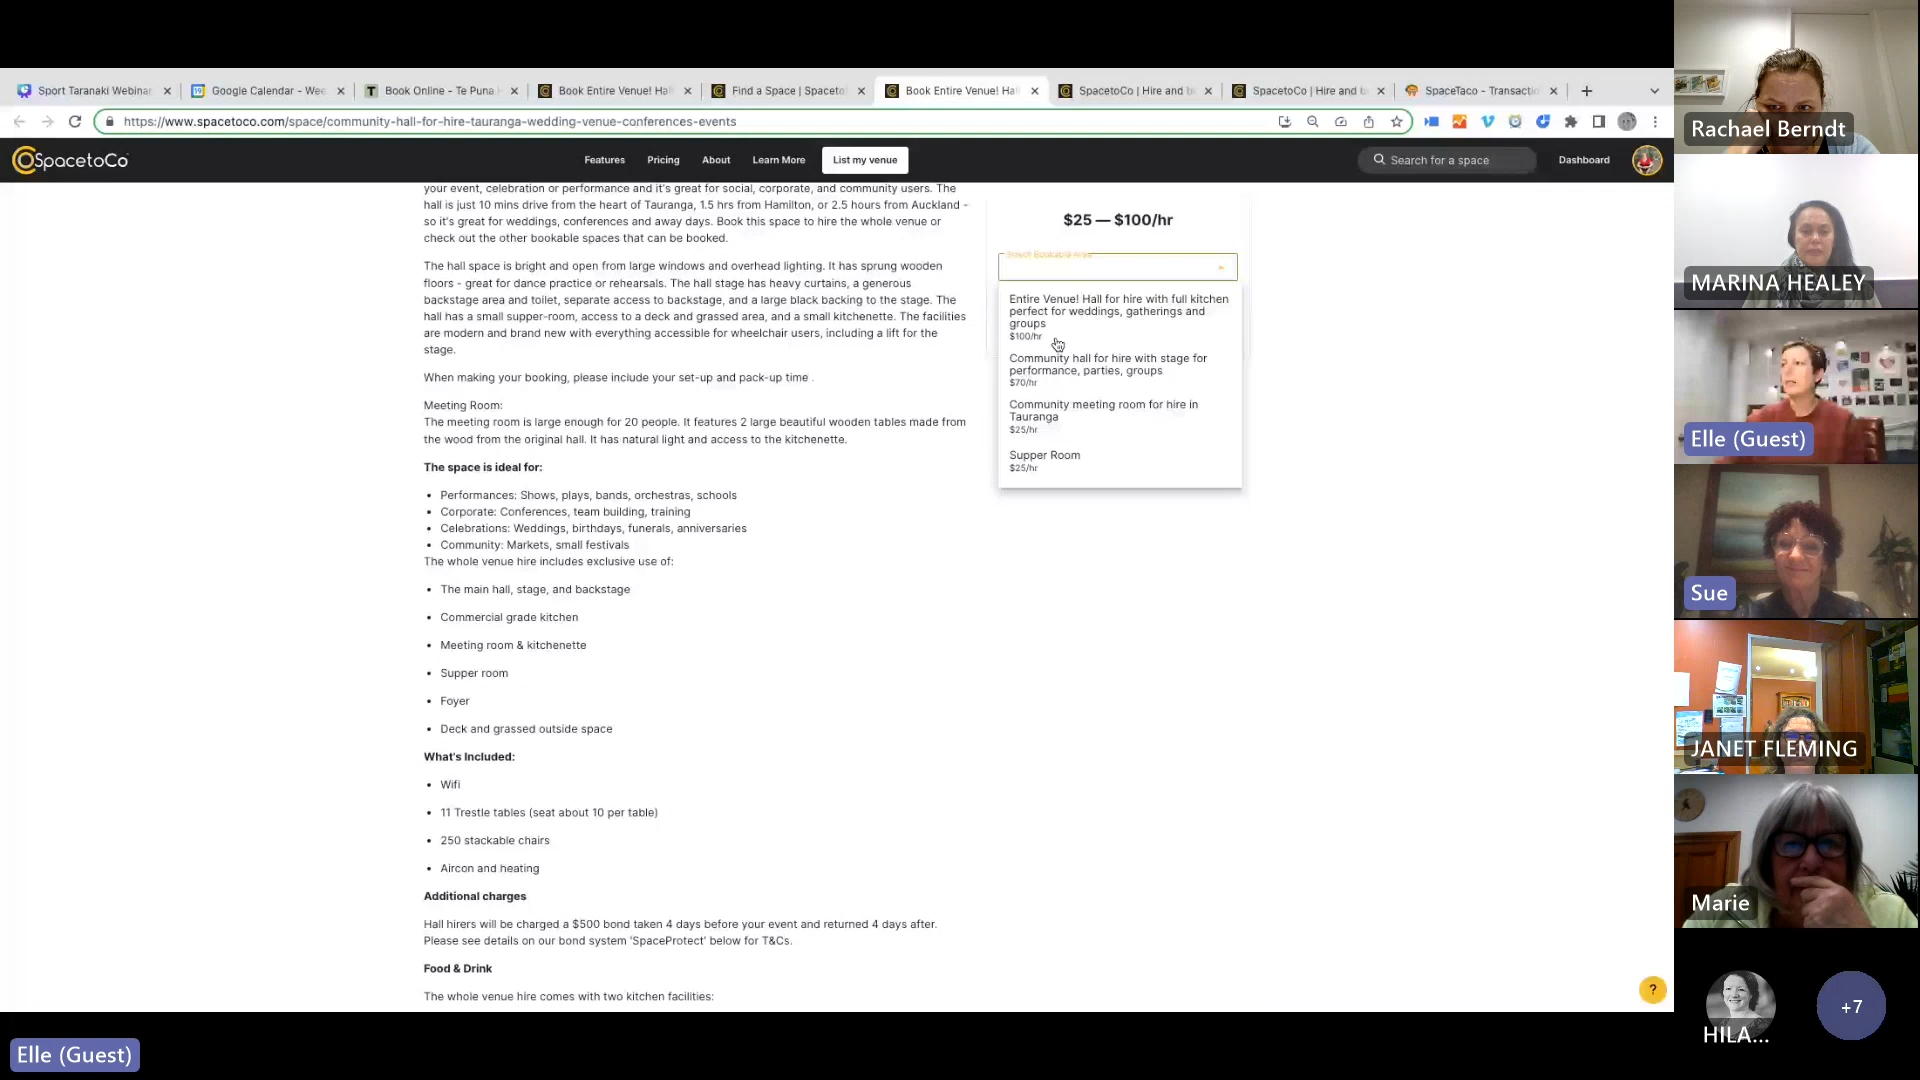 Sport Taranaki Webinar
Google Calendar - Wee
Book Online - Te Puna H
Book Entire Venue! Hal
Find a Space | Spaceto
Book Entire Venue! Hal
SpacetoCo | Hire and b
SpacetoCo | Hire and b
SpaceTaco - Transactio
https://www.spacetoco.com/space/community-hall-for-hire-tauranga-wedding-venue-conferences-events
SpacetoCo
Features
Pricing
About
Learn More
List my venue
Search for a space
Dashboard
your event, celebration or performance and it's great for social, corporate, and community users. The
hall is just 10 mins drive from the heart of Tauranga, 1.5 hrs from Hamilton, or 2.5 hours from Auckland -
so it's great for weddings, conferences and away days. Book this space to hire the whole venue or
check out the other bookable spaces that can be booked.
The hall space is bright and open from large windows and overhead lighting. It has sprung wooden
floors - great for dance practice or rehearsals. The hall stage has heavy curtains, a generous
backstage area and toilet, separate access to backstage, and a large black backing to the stage. The
hall has a small supper-room, access to a deck and grassed area, and a small kitchenette. The facilities
are modern and brand new with everything accessible for wheelchair users, including a lift for the
stage.
When making your booking, please include your set-up and pack-up time .
Meeting Room:
The meeting room is large enough for 20 people. It features 2 large beautiful wooden tables made from
the wood from the original hall. It has natural light and access to the kitchenette.
The space is ideal for:
• Performances: Shows, plays, bands, orchestras, schools
• Corporate: Conferences, team building, training
• Celebrations: Weddings, birthdays, funerals, anniversaries
• Community: Markets, small festivals
The whole venue hire includes exclusive use of:
• The main hall, stage, and backstage
• Commercial grade kitchen
• Meeting room & kitchenette
• Supper room
• Foyer
• Deck and grassed outside space
What's Included:
• Wifi
• 11 Trestle tables (seat about 10 per table)
• 250 stackable chairs
• Aircon and heating
Additional charges
Hall hirers will be charged a $500 bond taken 4 days before your event and returned 4 days after.
Please see details on our bond system 'SpaceProtect' below for T&Cs.
Food & Drink
The whole venue hire comes with two kitchen facilities:
$25 — $100/hr
Select Bookable Area
Entire Venue! Hall for hire with full kitchen
perfect for weddings, gatherings and
groups
$100/hr
Community hall for hire with stage for
performance, parties, groups
$70/hr
Community meeting room for hire in
Tauranga
$25/hr
Supper Room
$25/hr
?
Rachael Berndt
MARINA HEALEY
Elle (Guest)
Sue
JANET FLEMING
Marie
HILA...
+7
Elle (Guest)